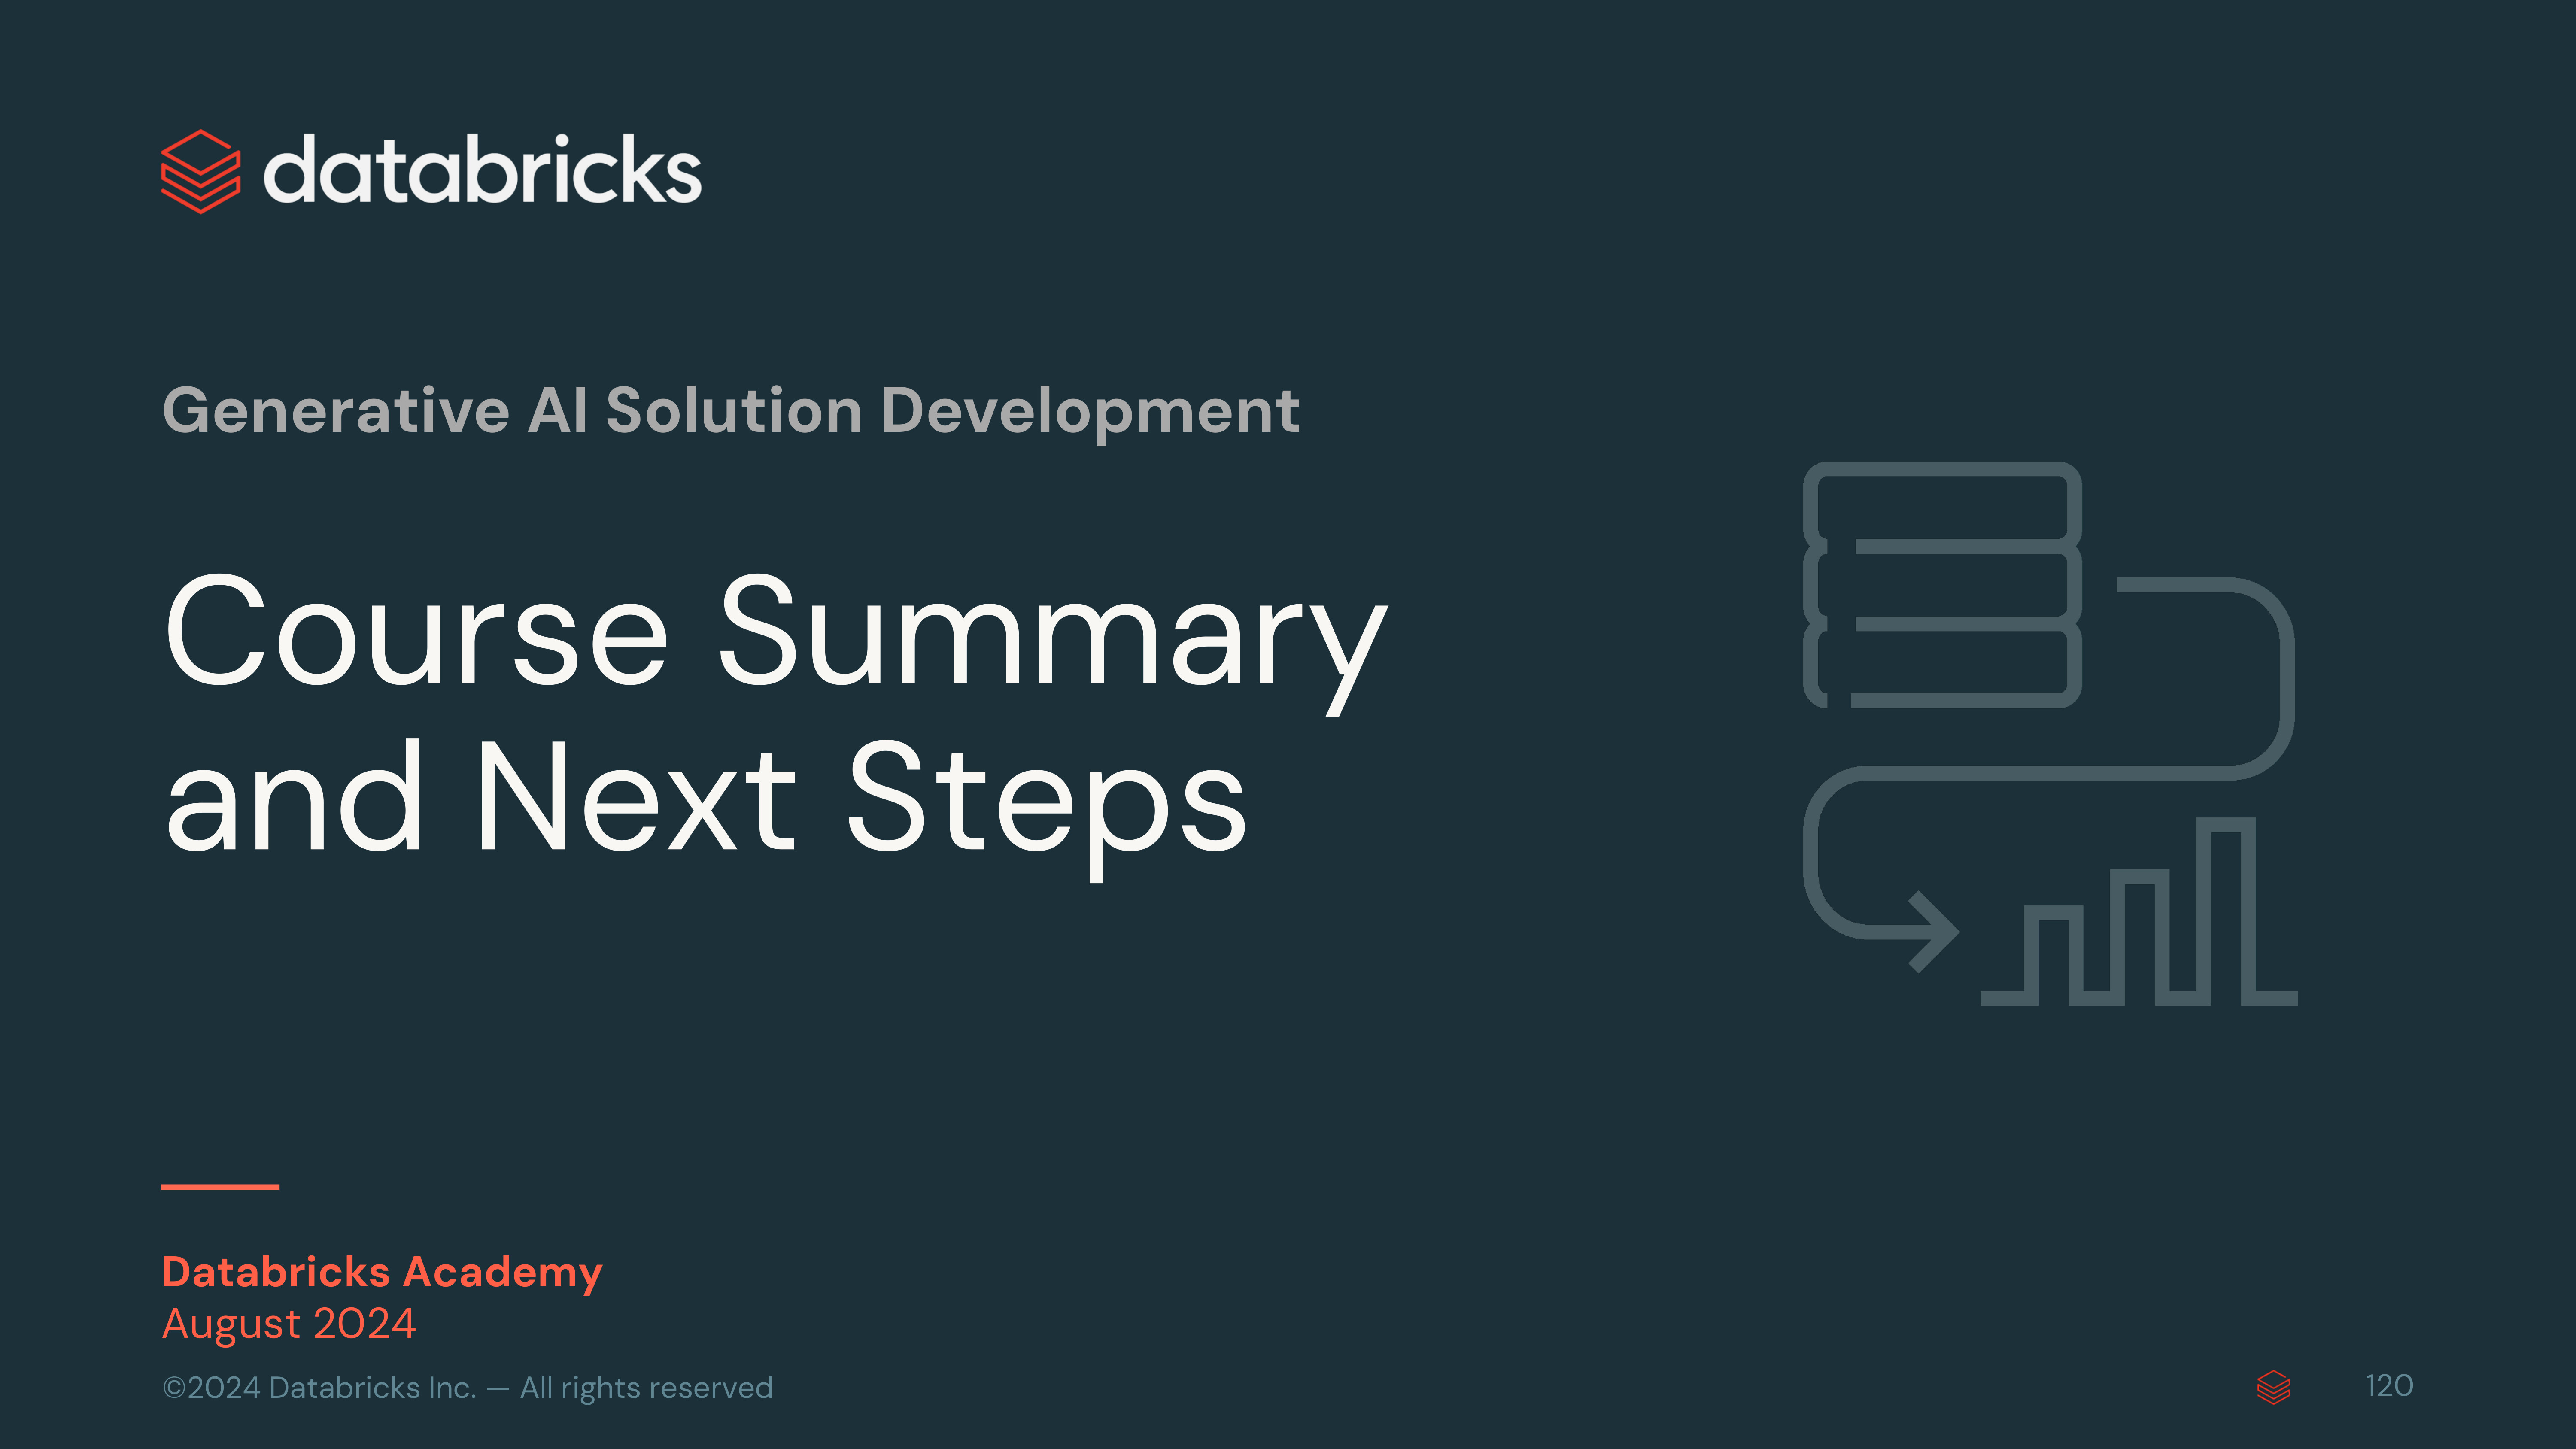 databricks
Generative AI Solution Development
Course Summary
and Next Steps
Databricks Academy
August 2024
©2024 Databricks Inc. — All rights reserved
120